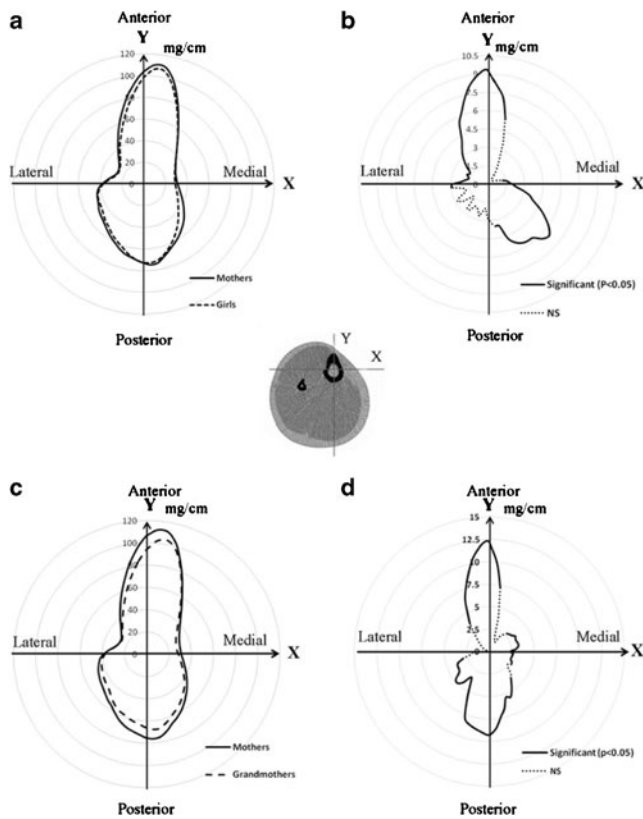 a
Anterior
Y mg/cm
120
100
80
60
40
20
0
Lateral
Medial
X
Mothers
Girls
Posterior
b
Anterior
Y mg/cm
10.5
9
7.5
6
4.5
3
1.5
0
Lateral
Medial
X
Significant (P<0.05)
NS
Posterior
Y
X
c
Anterior
Y mg/cm
120
100
80
60
40
20
0
Lateral
Medial
X
Mothers
Grandmothers
Posterior
d
Anterior
Y mg/cm
15
12.5
10
7.5
5
2.5
0
Lateral
Medial
X
Significant (p<0.05)
NS
Posterior